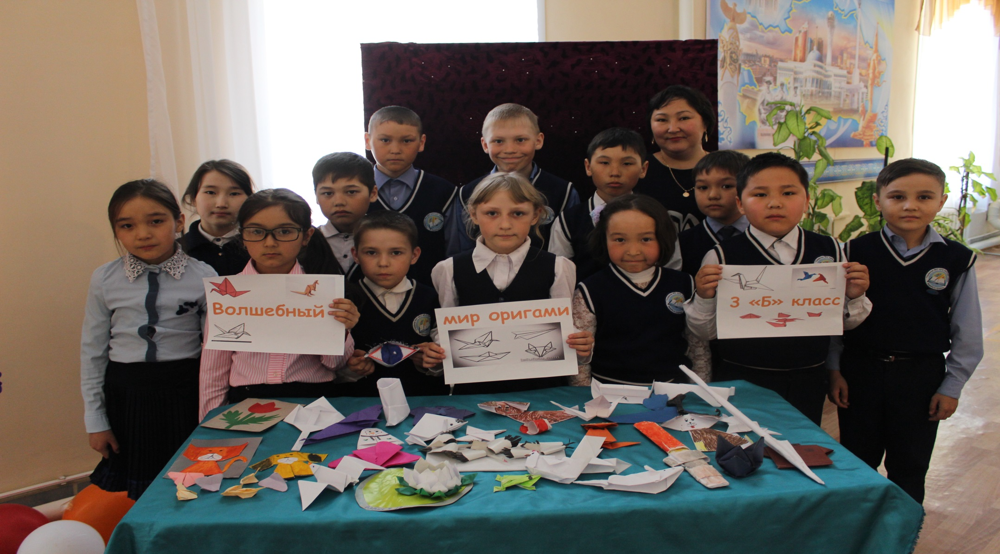 Волшебный
мир оригами
3 «Б» класс